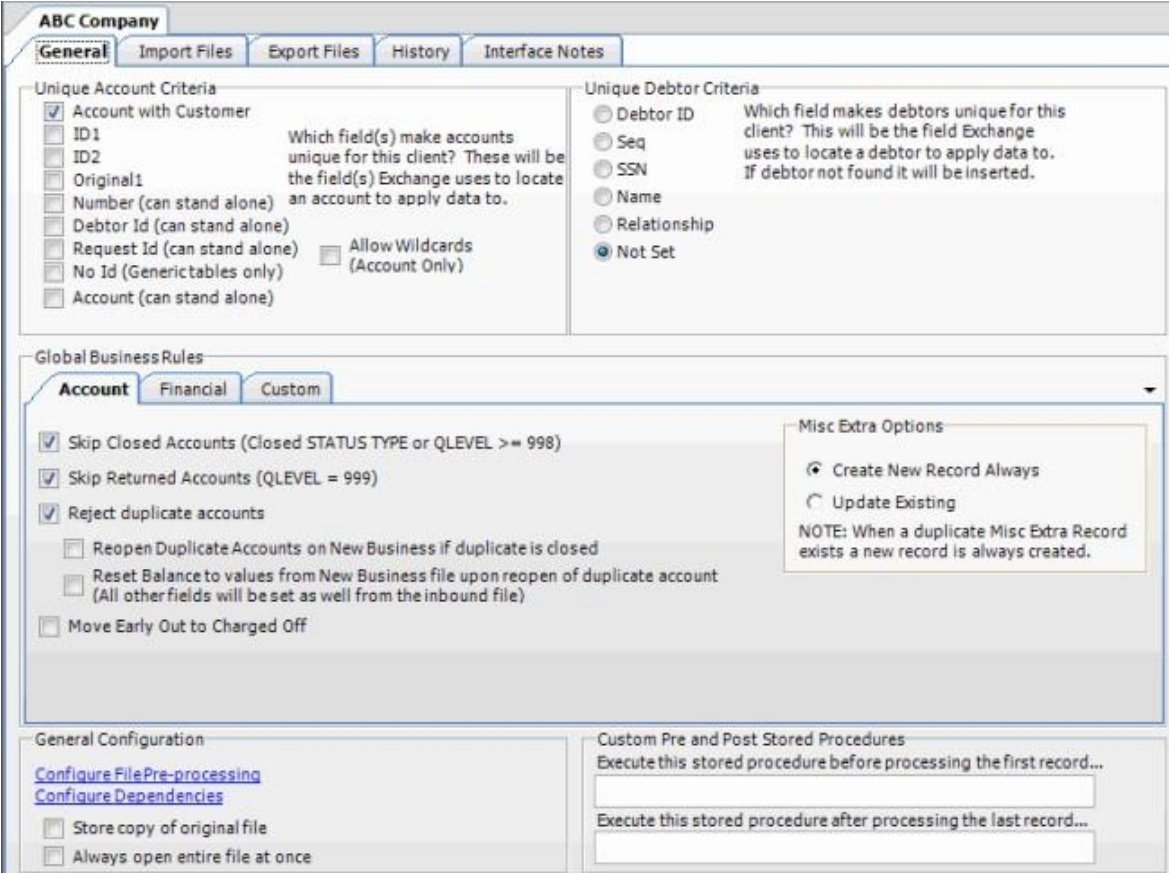 ABC Company
General
Import Files
Export Files
History
Interface Notes
Unique Account Criteria
Account with Customer
ID1
ID2
Original1
Number (can stand alone)
Debtor Id (can stand alone)
Request Id (can stand alone)
No Id (Generic tables only)
Account (can stand alone)
Which field(s) make accounts
unique for this client? These will be
the field(s) Exchange uses to locate
an account to apply data to.
Allow Wildcards
(Account Only)
Unique Debtor Criteria
Debtor ID
Seq
SSN
Name
Relationship
Not Set
Which field makes debtors unique for this
client? This will be the field Exchange
uses to locate a debtor to apply data to.
If debtor not found it will be inserted.
Global Business Rules
Account
Financial
Custom
Skip Closed Accounts (Closed STATUS TYPE or QLEVEL >= 998)
Skip Returned Accounts (QLEVEL = 999)
Reject duplicate accounts
Reopen Duplicate Accounts on New Business if duplicate is closed
Reset Balance to values from New Business file upon reopen of duplicate account
(All other fields will be set as well from the inbound file)
Move Early Out to Charged Off
Misc Extra Options
Create New Record Always
Update Existing
NOTE: When a duplicate Misc Extra Record
exists a new record is always created.
General Configuration
Configure File Pre-processing
Configure Dependencies
Store copy of original file
Always open entire file at once
Custom Pre and Post Stored Procedures
Execute this stored procedure before processing the first record...
Execute this stored procedure after processing the last record...